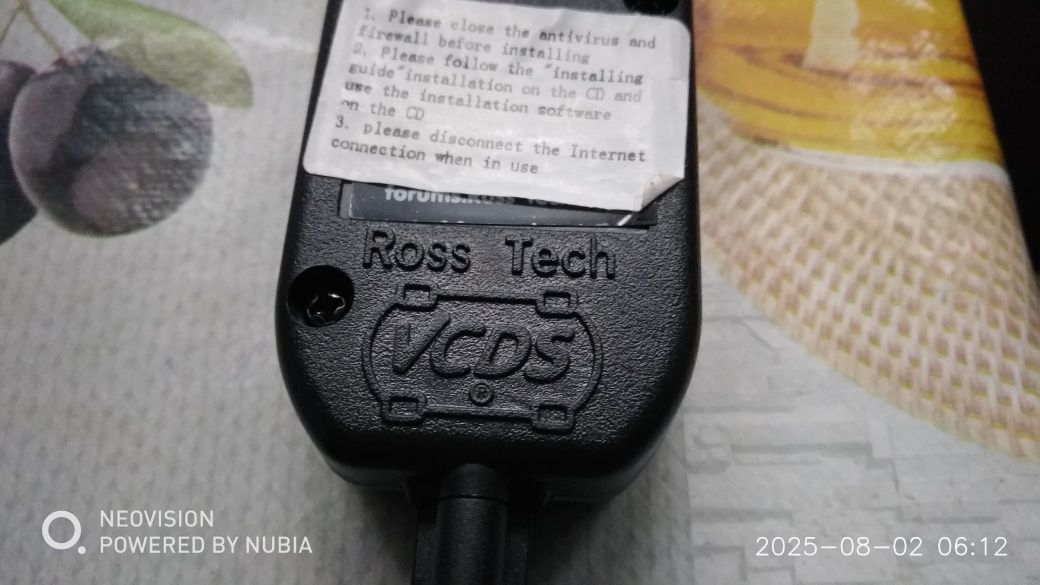 1. Please close the antivirus and
firewall before installing
2. Please follow the "installing
guide"installation on the CD and
use the installation software
on the CD
3. please disconnect the Internet
connection when in use
Ross Tech
VCDS
®
NEOVISION
POWERED BY NUBIA
2025-08-02 06:12